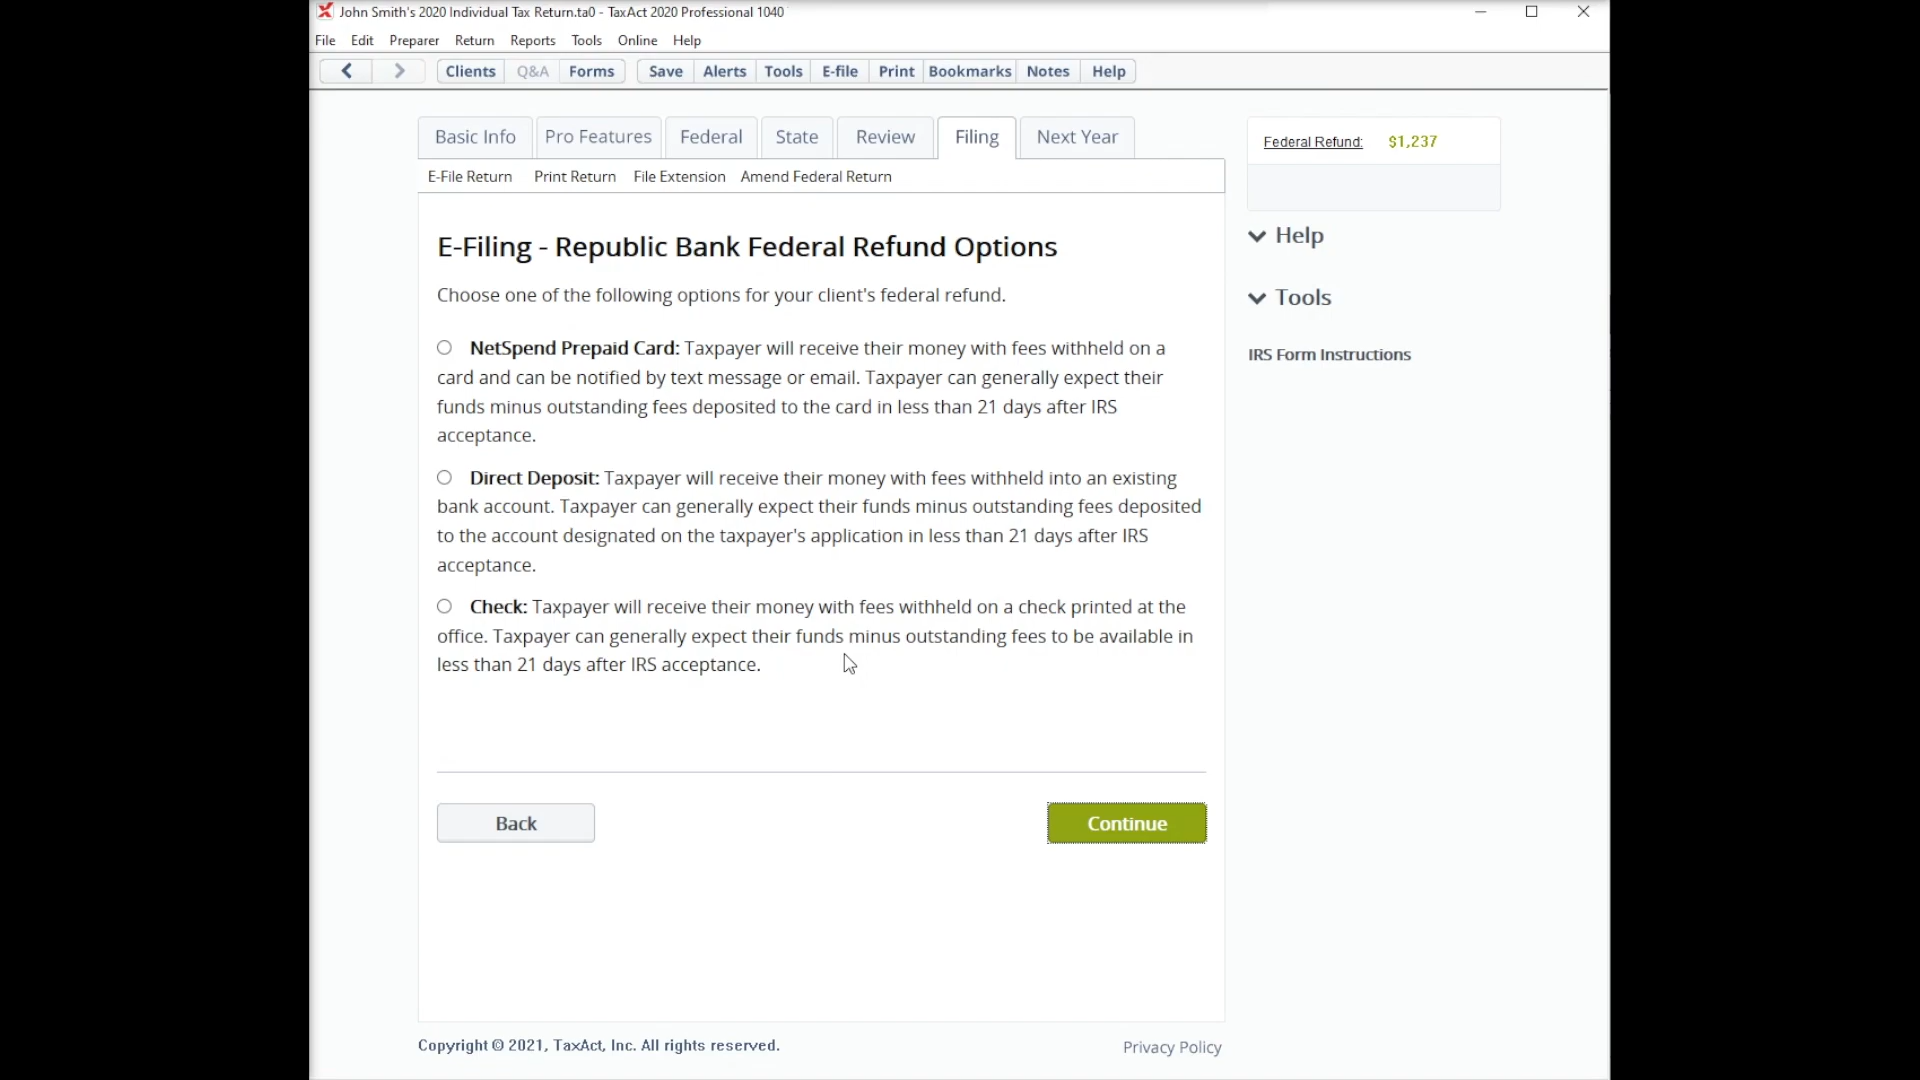 John Smith's 2020 Individual Tax Return.ta0 - TaxAct 2020 Professional 1040
File Edit Preparer Return Reports Tools Online Help
Clients Q&A Forms Save Alerts Tools E-file Print Bookmarks Notes Help
Basic Info Pro Features Federal State Review Filing Next Year
Federal Refund: $1,237
E-File Return Print Return File Extension Amend Federal Return
Help
E-Filing - Republic Bank Federal Refund Options
Choose one of the following options for your client's federal refund.
Tools
NetSpend Prepaid Card: Taxpayer will receive their money with fees withheld on a
IRS Form Instructions
card and can be notified by text message or email. Taxpayer can generally expect their
funds minus outstanding fees deposited to the card in less than 21 days after IRS
acceptance.
Direct Deposit: Taxpayer will receive their money with fees withheld into an existing
bank account. Taxpayer can generally expect their funds minus outstanding fees deposited
to the account designated on the taxpayer's application in less than 21 days after IRS
acceptance.
Check: Taxpayer will receive their money with fees withheld on a check printed at the
office. Taxpayer can generally expect their funds minus outstanding fees to be available in
less than 21 days after IRS acceptance.
Back Continue
Copyright © 2021, TaxAct, Inc. All rights reserved.
Privacy Policy